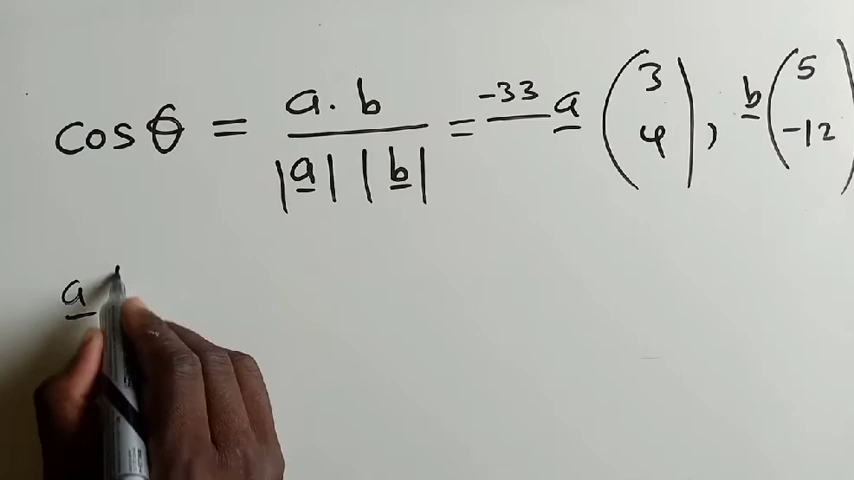 cos θ = a . b / |a| |b| = -33 a (3 4), b (5 -12)
a